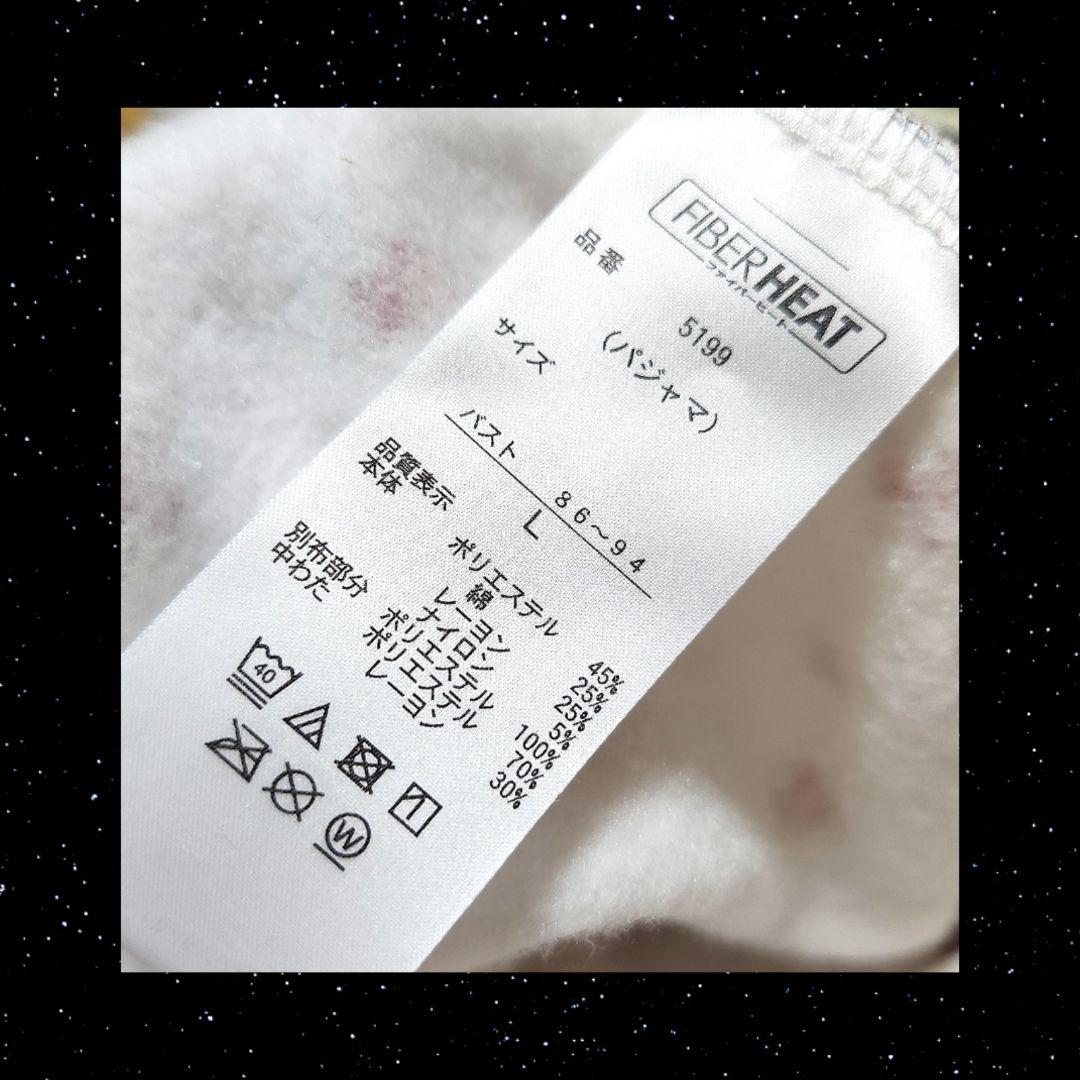 FIBER HEAT
ファイバーヒート
品番 5199
(パジャマ)
サイズ
バスト 86~94
L
品質表示
本体 ポリエステル 45%
綿 25%
レーヨン 25%
ナイロン 5%
別布部分 ポリエステル 100%
中わた ポリエステル 70%
レーヨン 30%
40
W